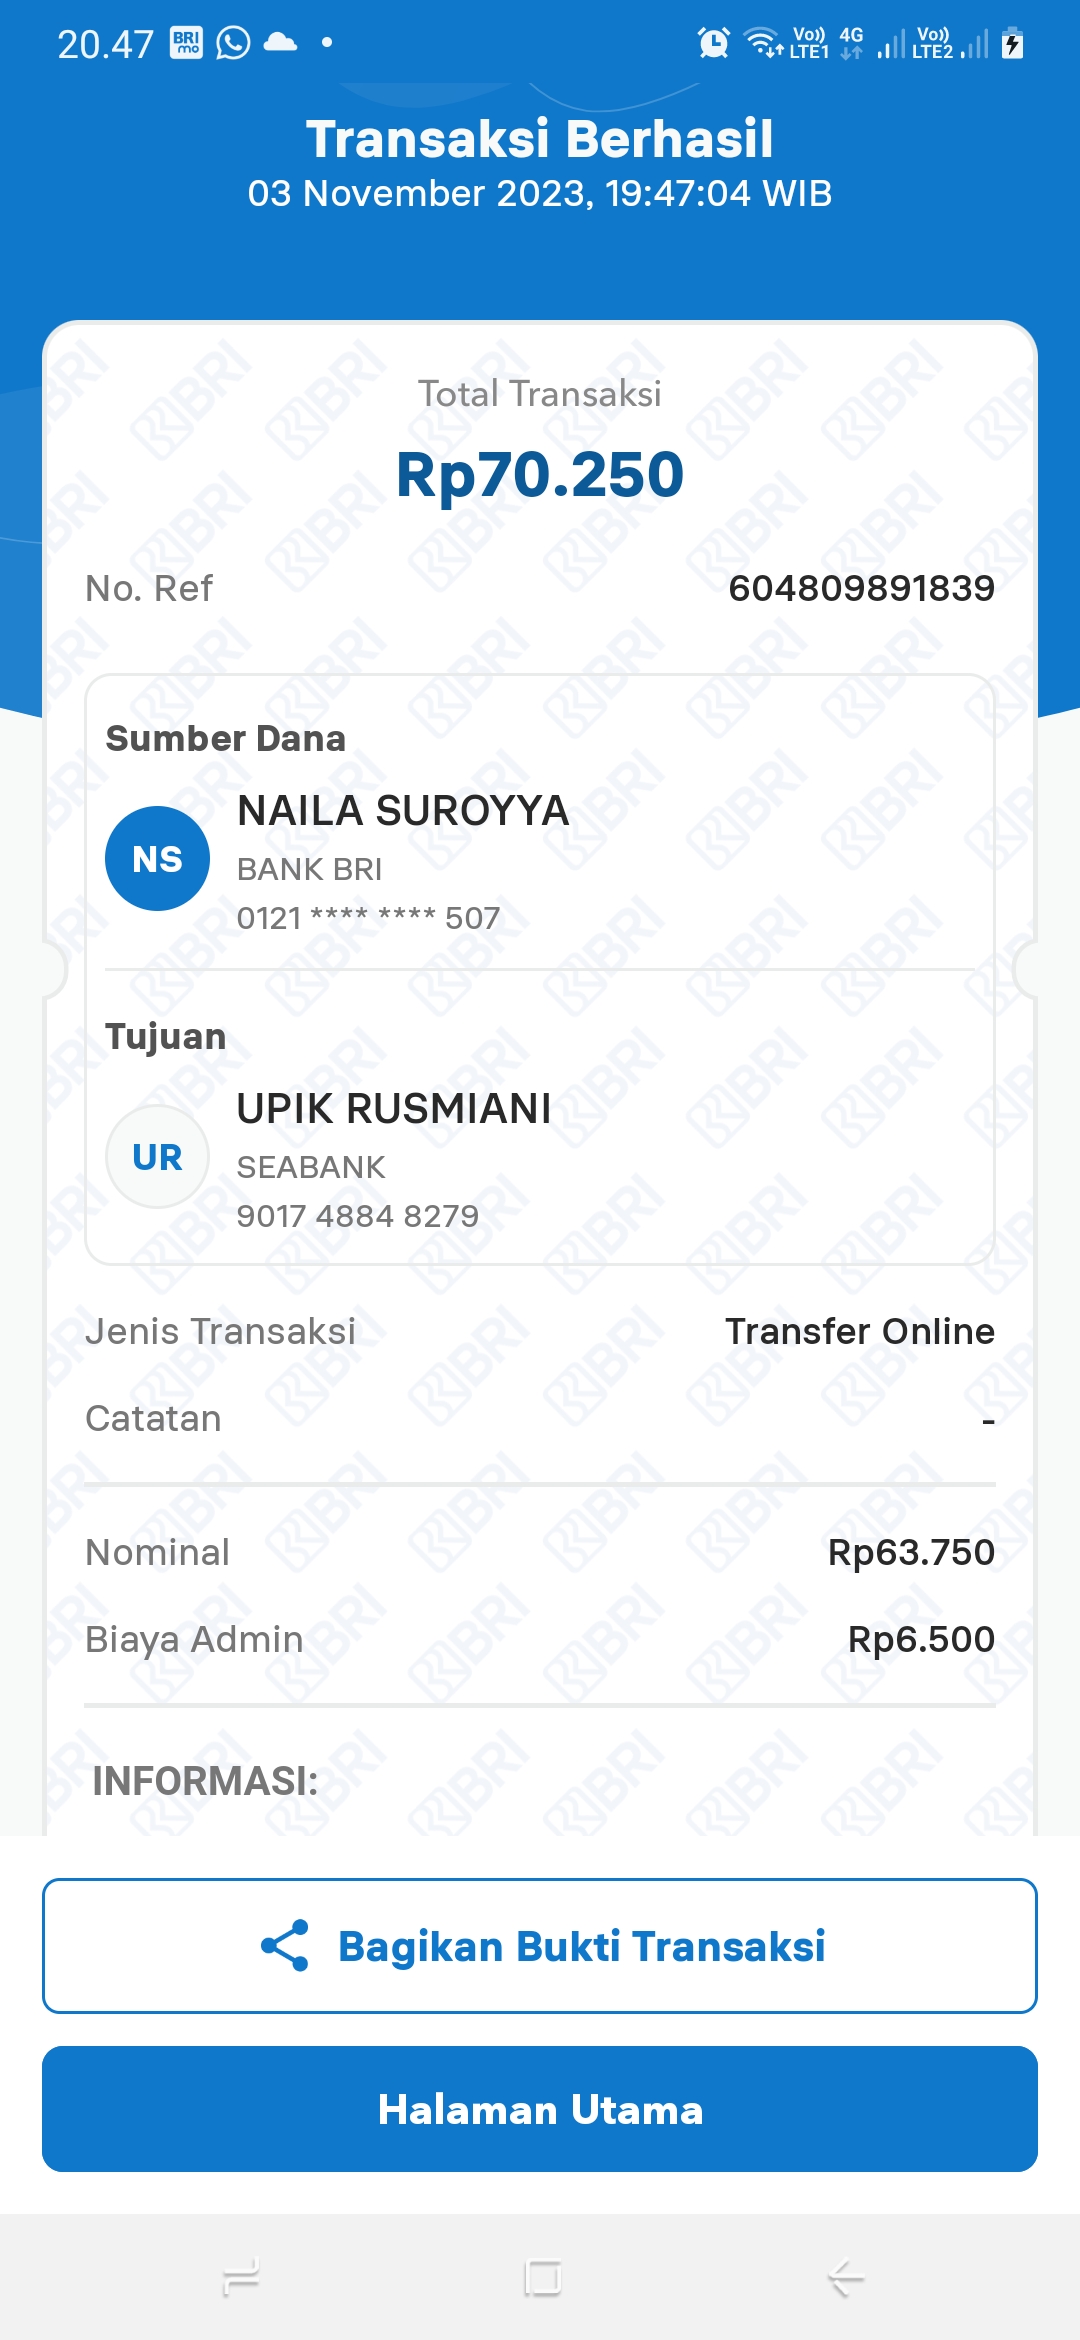 20.47 BRI mo Vo)) LTE1 4G Vo)) LTE2
Transaksi Berhasil
03 November 2023, 19:47:04 WIB
Total Transaksi
Rp70.250
No. Ref 604809891839
Sumber Dana
NS
NAILA SUROYYA
BANK BRI
0121 **** **** 507
Tujuan
UR
UPIK RUSMIANI
SEABANK
9017 4884 8279
Jenis Transaksi Transfer Online
Catatan -
Nominal Rp63.750
Biaya Admin Rp6.500
INFORMASI:
Bagikan Bukti Transaksi
Halaman Utama